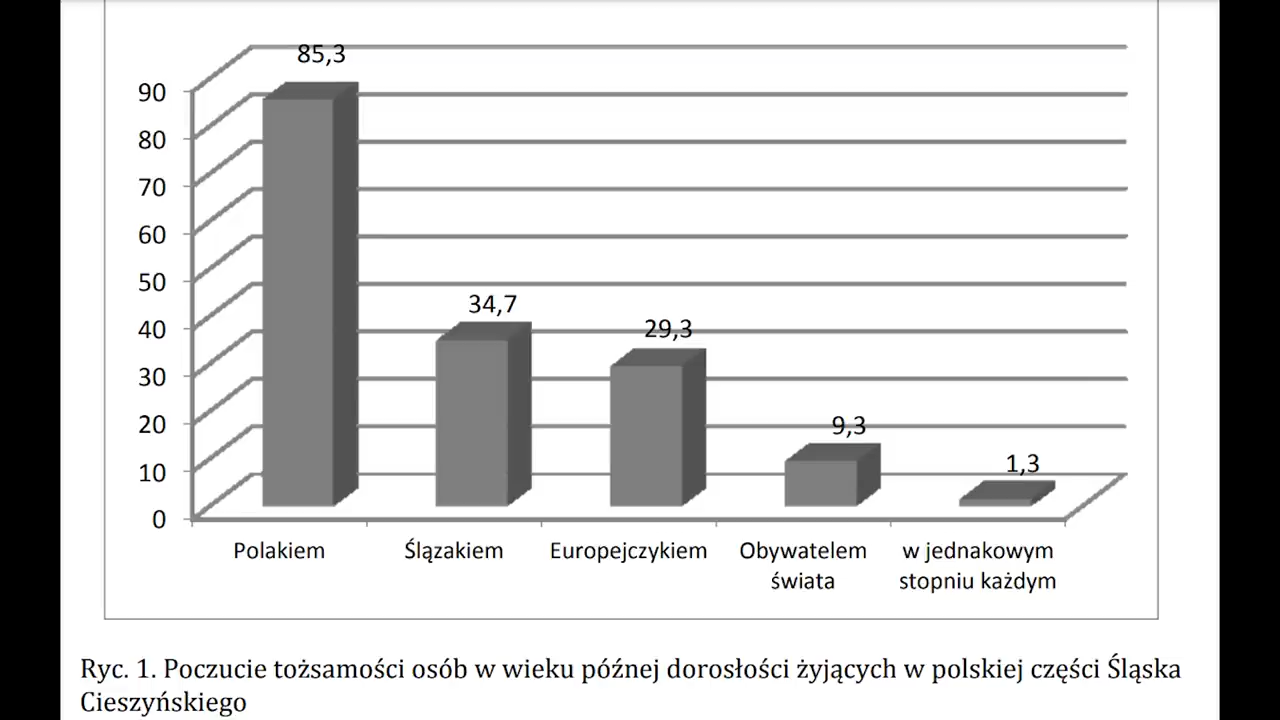 85,3
90
80
70
60
50
34,7
40
29,3
30
20
9,3
10
1,3
0
Polakiem
Ślązakiem
Europejczykiem
Obywatelem świata
w jednakowym stopniu każdym
Ryc. 1. Poczucie tożsamości osób w wieku późnej dorosłości żyjących w polskiej części Śląska
Cieszyńskiego